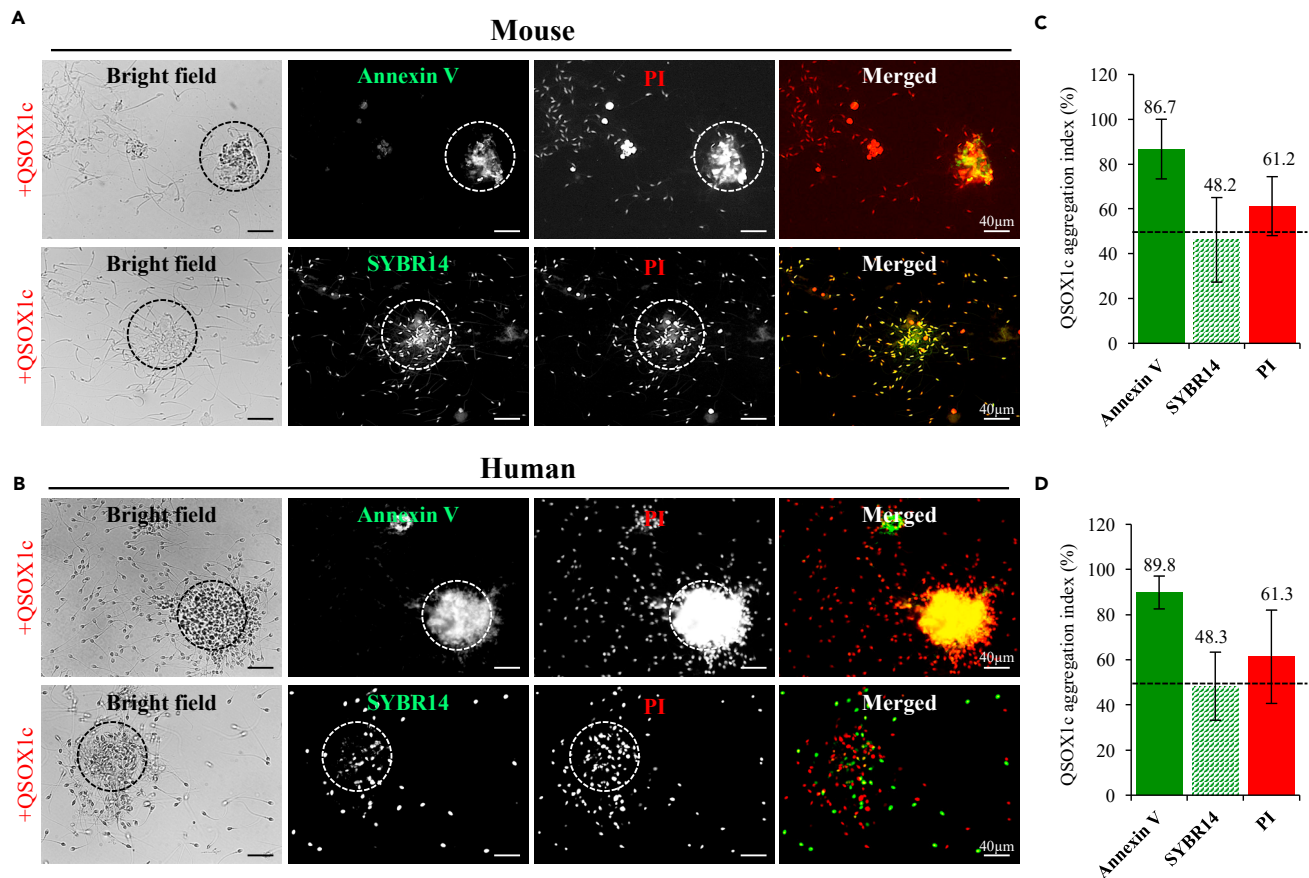 A
Mouse
+QSOX1c
Bright field
Annexin V
PI
Merged
40μm
+QSOX1c
Bright field
SYBR14
PI
Merged
40μm
B
Human
+QSOX1c
Bright field
Annexin V
PI
Merged
40μm
+QSOX1c
Bright field
SYBR14
PI
Merged
40μm
C
QSOX1c aggregation index (%)
120
100
80
60
40
20
0
86.7
48.2
61.2
Annexin V
SYBR14
PI
D
QSOX1c aggregation index (%)
120
100
80
60
40
20
0
89.8
48.3
61.3
Annexin V
SYBR14
PI